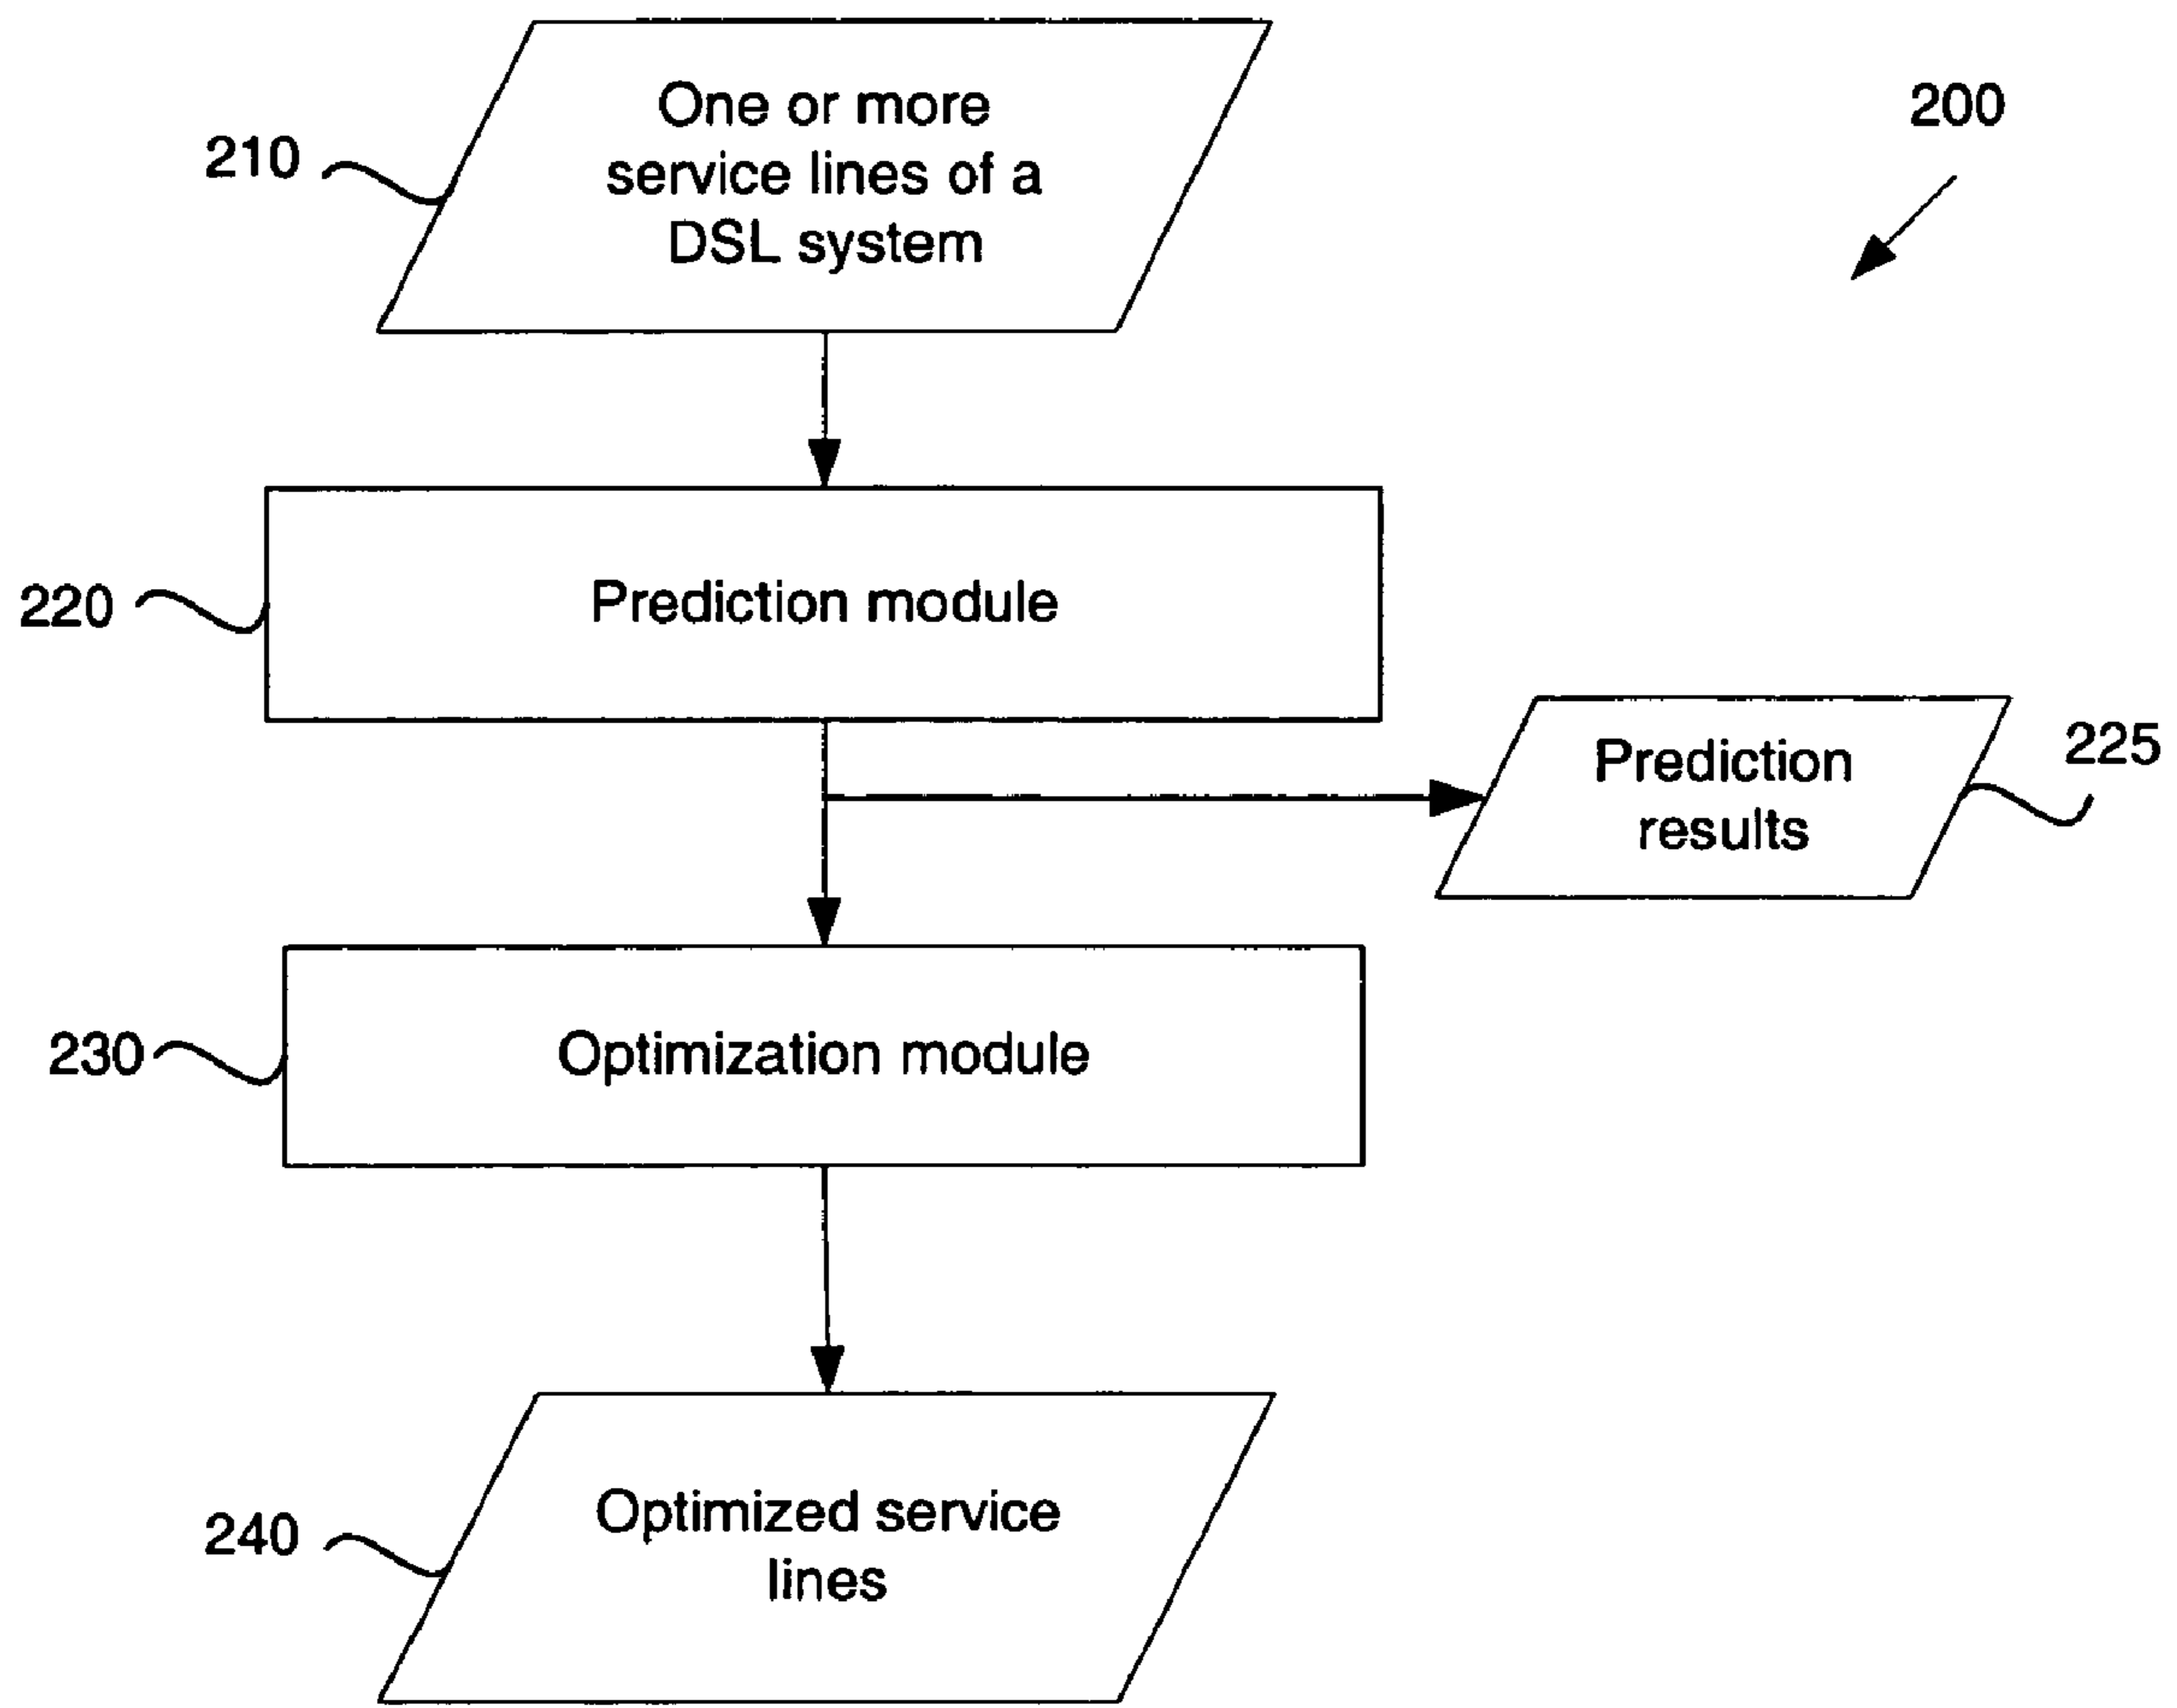 One or more
service lines of a
DSL system
200
210
Prediction module
220
Prediction
results
225
Optimization module
230
Optimized service
lines
240